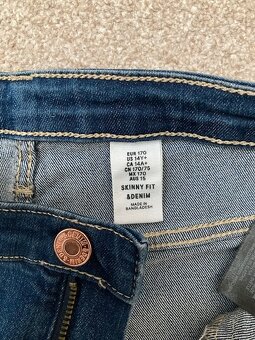 EUR 170
US 14Y+
CA 14A+
CN 170/75
MX 170
AUS 15
SKINNY FIT
&DENIM
MADE IN
BANGLADESH